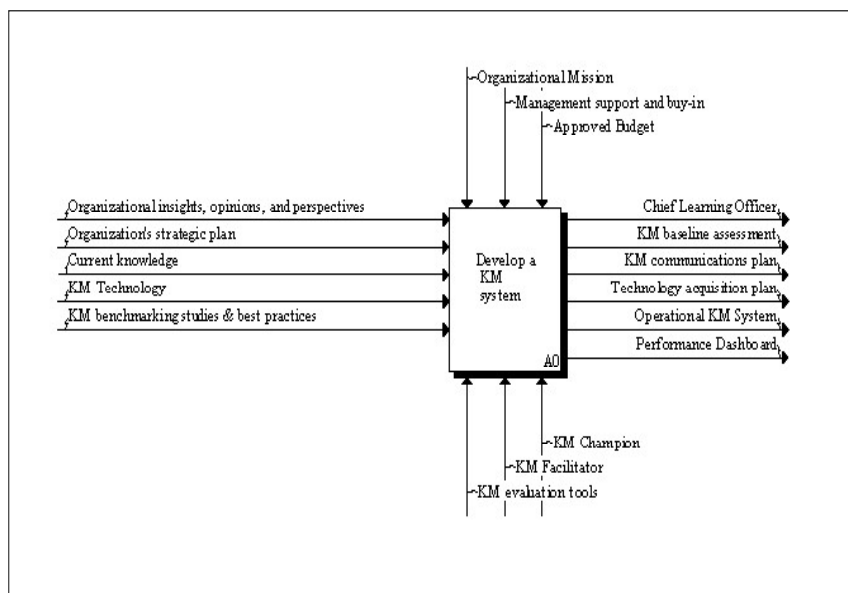 Organizational Mission
Management support and buy-in
Approved Budget
Organizational insights, opinions, and perspectives
Organization's strategic plan
Current knowledge
KM Technology
KM benchmarking studies & best practices
Develop a
KM
system
A0
Chief Learning Officer
KM baseline assessment
KM communications plan
Technology acquisition plan
Operational KM System
Performance Dashboard
KM Champion
KM Facilitator
KM evaluation tools